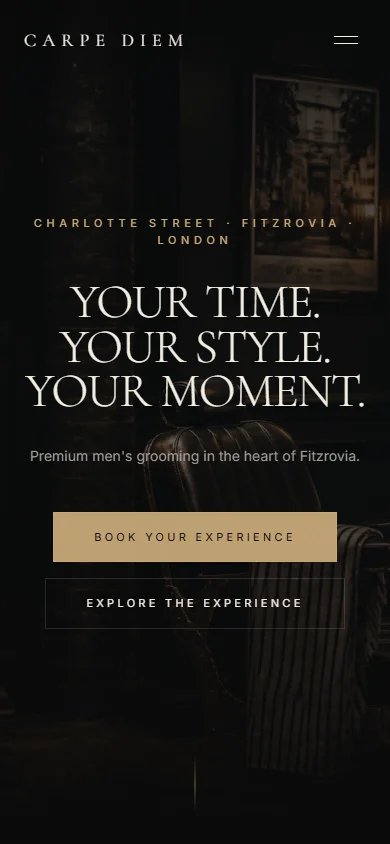 CARPE DIEM
CHARLOTTE STREET · FITZROVIA ·
LONDON
YOUR TIME.
YOUR STYLE.
YOUR MOMENT.
Premium men's grooming in the heart of Fitzrovia.
BOOK YOUR EXPERIENCE
EXPLORE THE EXPERIENCE